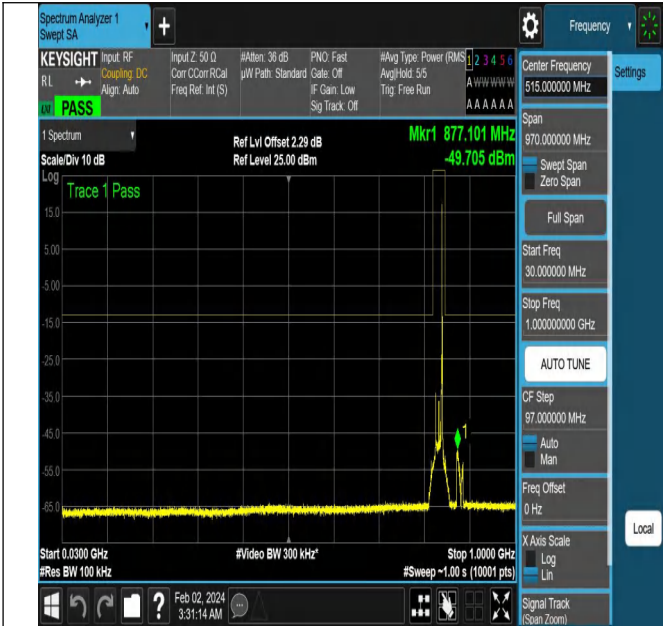 Spectrum Analyzer 1
Swept SA
Frequency
KEYSIGHT
RL
PASS
Input: RF
Coupling: DC
Align: Auto
Input Z: 50 Ω
Corr CCorr RCal
Freq Ref: Int (S)
#Atten: 36 dB
µW Path: Standard
PNO: Fast
Gate: Off
IF Gain: Low
Sig Track: Off
#Avg Type: Power (RMS
Avg|Hold: 5/5
Trig: Free Run
1 2 3 4 5 6
A W W W W W
A A A A A A
1 Spectrum
Scale/Div 10 dB
Log
Ref Lvl Offset 2.29 dB
Ref Level 25.00 dBm
Mkr1 877.101 MHz
-49.705 dBm
Trace 1 Pass
15.0
5.00
-5.00
-15.0
-25.0
-35.0
-45.0
1
-55.0
-65.0
Start 0.0300 GHz
#Video BW 300 kHz*
Stop 1.0000 GHz
#Res BW 100 kHz
#Sweep ~1.00 s (10001 pts)
?
Feb 02, 2024
3:31:14 AM
Center Frequency
515.000000 MHz
Settings
Span
970.000000 MHz
Swept Span
Zero Span
Full Span
Start Freq
30.000000 MHz
Stop Freq
1.000000000 GHz
AUTO TUNE
CF Step
97.000000 MHz
Auto
Man
Freq Offset
0 Hz
X Axis Scale
Log
Lin
Local
Signal Track
(Span Zoom)